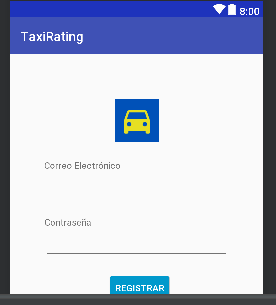 8:00
TaxiRating
Correo Electrónico
Contraseña
REGISTRAR